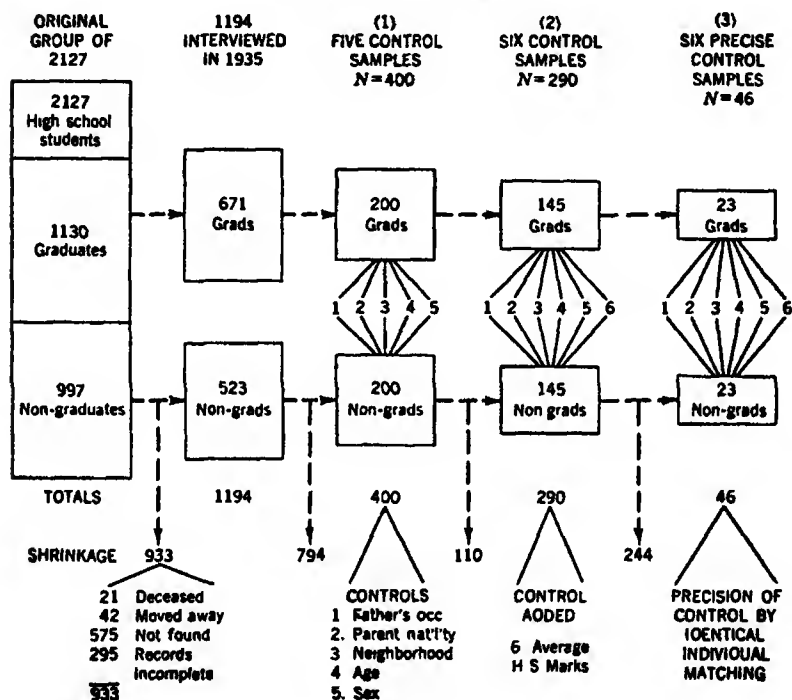 ORIGINAL
GROUP OF
2127
1194
INTERVIEWED
IN 1935
(1)
FIVE CONTROL
SAMPLES
N=400
(2)
SIX CONTROL
SAMPLES
N=290
(3)
SIX PRECISE
CONTROL
SAMPLES
N=46
2127
High school
students
1130
Graduates
671
Grads
200
Grads
145
Grads
23
Grads
1 2 3 4 5
1 2 3 4 5 6
1 2 3 4 5 6
997
Non-graduates
523
Non-grads
200
Non-grads
145
Non grads
23
Non-grads
TOTALS 1194 400 290 46
SHRINKAGE 933 794 110 244
21 Deceased
42 Moved away
575 Not found
295 Records
incomplete
933
CONTROLS
1 Father's occ
2. Parent nat'l'ty
3 Neighborhood
4 Age
5. Sex
CONTROL
AODED
6 Average
H S Marks
PRECISION OF
CONTROL BY
IOENTICAL
INDIVIOUAL
MATCHING